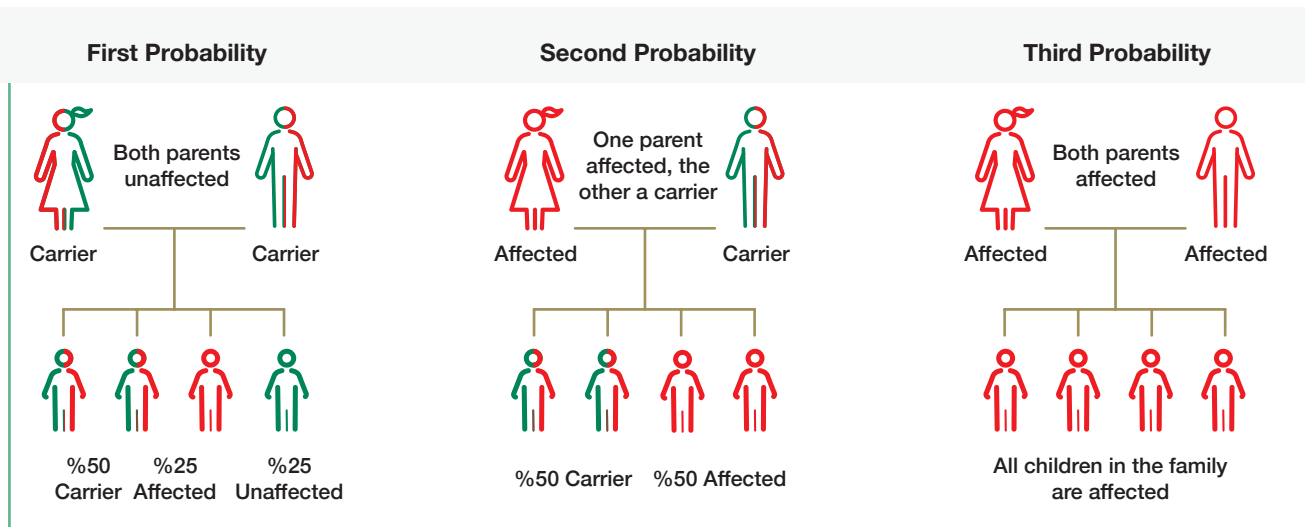 First Probability
Second Probability
Third Probability
Both parents
unaffected
Carrier
Carrier
%50
Carrier
%25
Affected
%25
Unaffected
One parent
affected, the
other a carrier
Affected
Carrier
%50 Carrier
%50 Affected
Both parents
affected
Affected
Affected
All children in the family
are affected